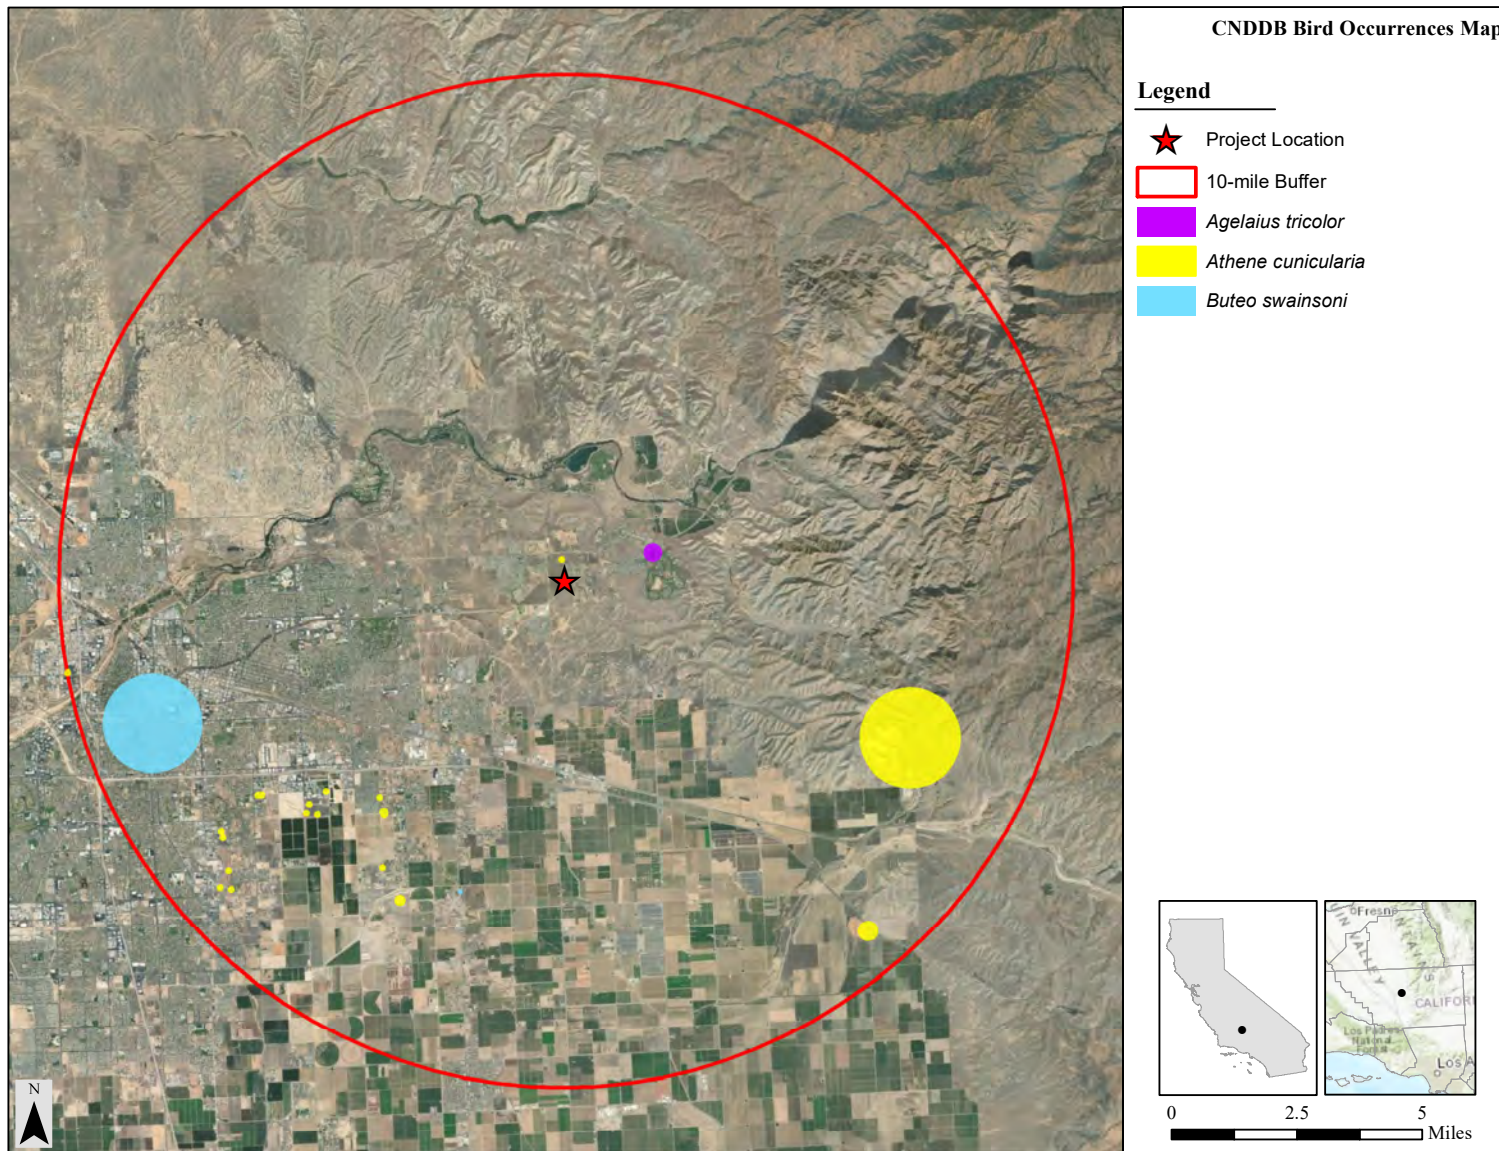 CNDDB Bird Occurrences Map
Legend
Project Location
10-mile Buffer
Agelaius tricolor
Athene cunicularia
Buteo swainsoni
N
Fresno
VALLEY
CALIFOR
Los Padres
National
Forest
Los A
0 2.5 5
Miles